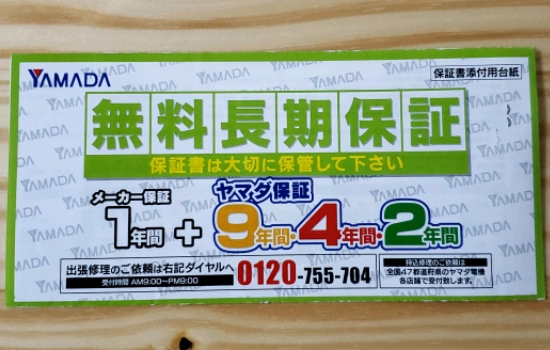 YAMADA
保証書添付用台紙
無料長期保証
保証書は大切に保管して下さい
メーカー保証
1年間
+
ヤマダ保証
9年間・4年間・2年間
出張修理のご依頼は右記ダイヤルへ
受付時間 AM9:00〜PM9:00
0120-755-704
持込修理のご依頼は
全国47都道府県のヤマダ電機
各店舗で受付致します。